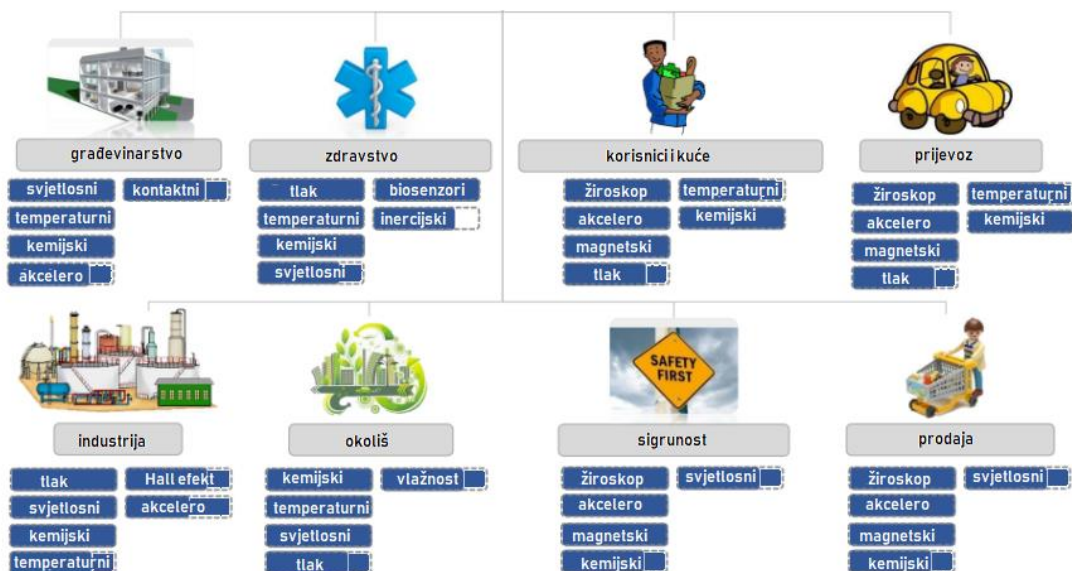 građevinarstvo
svjetlosni
temperaturni
kemijski
akcelero
kontaktni
zdravstvo
tlak
temperaturni
kemijski
svjetlosni
biosenzori
inercijski
korisnici i kuće
žiroskop
akcelero
magnetski
tlak
temperaturni
kemijski
prijevoz
žiroskop
akcelero
magnetski
tlak
temperaturni
kemijski
industrija
tlak
svjetlosni
kemijski
temperaturni
Hall efekt
akcelero
okoliš
kemijski
temperaturni
svjetlosni
tlak
vlažnost
SAFETY
FIRST
sigrunost
žiroskop
akcelero
magnetski
kemijski
svjetlosni
prodaja
žiroskop
akcelero
magnetski
kemijski
svjetlosni